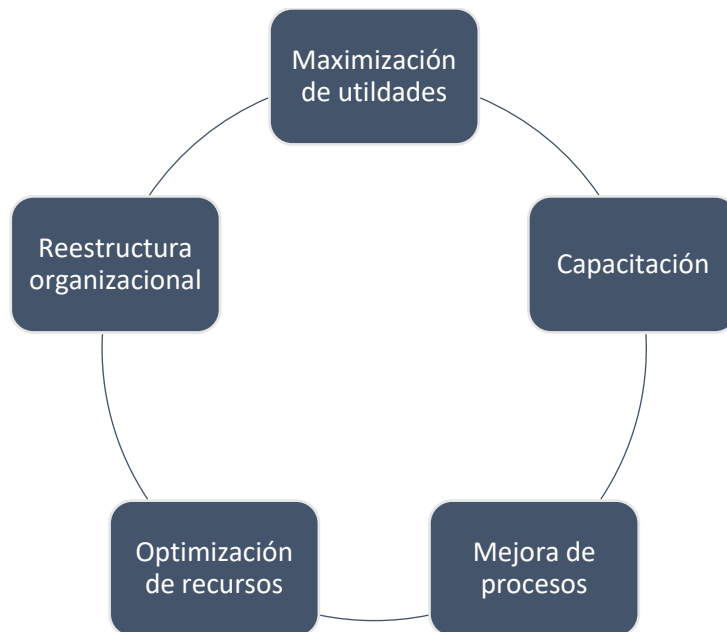 Maximización
de utildades
Capacitación
Mejora de
procesos
Optimización
de recursos
Reestructura
organizacional